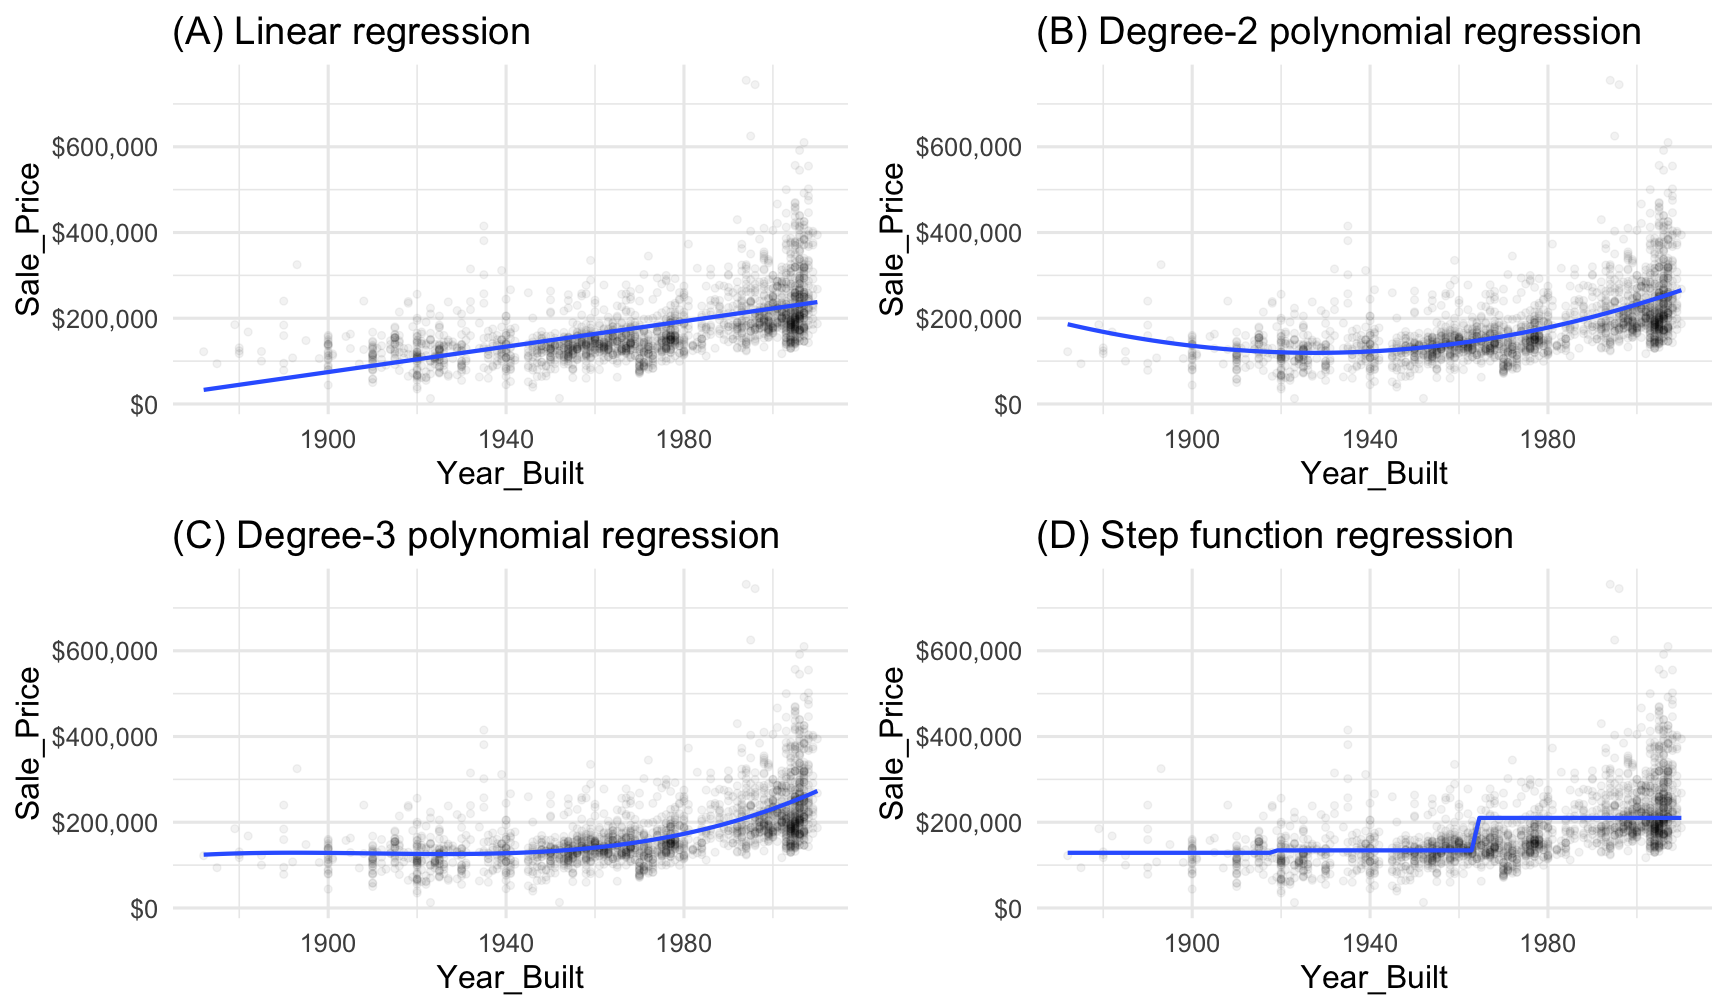 (A) Linear regression
$600,000
$400,000
$200,000
$0
Sale_Price
1900 1940 1980
Year_Built
(B) Degree-2 polynomial regression
$600,000
$400,000
$200,000
$0
Sale_Price
1900 1940 1980
Year_Built
(C) Degree-3 polynomial regression
$600,000
$400,000
$200,000
$0
Sale_Price
1900 1940 1980
Year_Built
(D) Step function regression
$600,000
$400,000
$200,000
$0
Sale_Price
1900 1940 1980
Year_Built